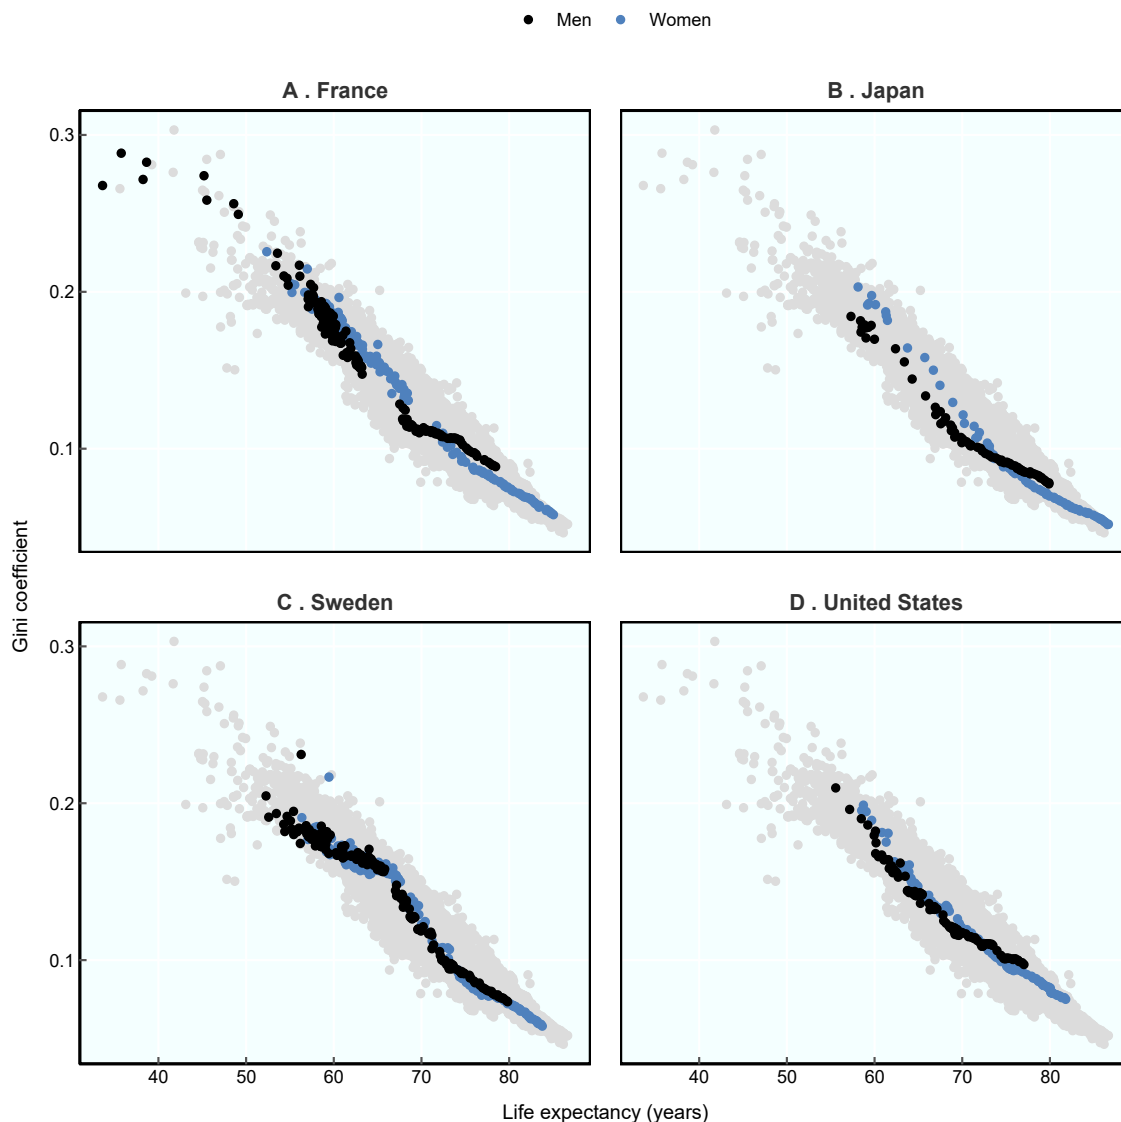 Men Women
A . France
B . Japan
0.3
0.2
0.1
Gini coefficient
C . Sweden
D . United States
0.3
0.2
0.1
40 50 60 70 80
40 50 60 70 80
Life expectancy (years)